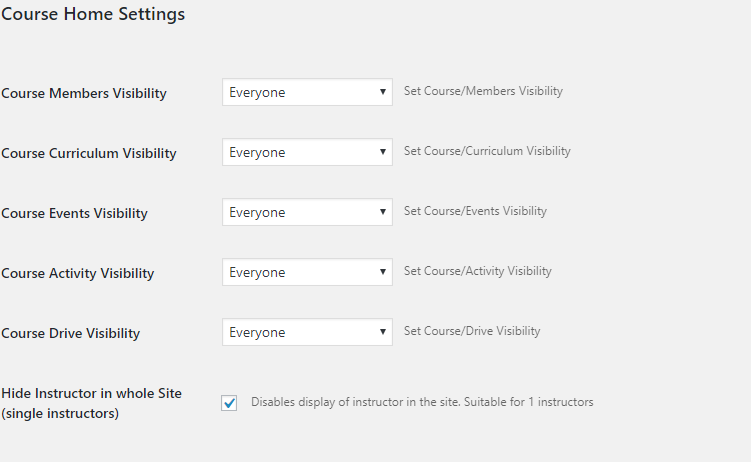 Course Home Settings
Course Members Visibility Everyone Set Course/Members Visibility
Course Curriculum Visibility Everyone Set Course/Curriculum Visibility
Course Events Visibility Everyone Set Course/Events Visibility
Course Activity Visibility Everyone Set Course/Activity Visibility
Course Drive Visibility Everyone Set Course/Drive Visibility
Hide Instructor in whole Site
(single instructors)
Disables display of instructor in the site. Suitable for 1 instructors